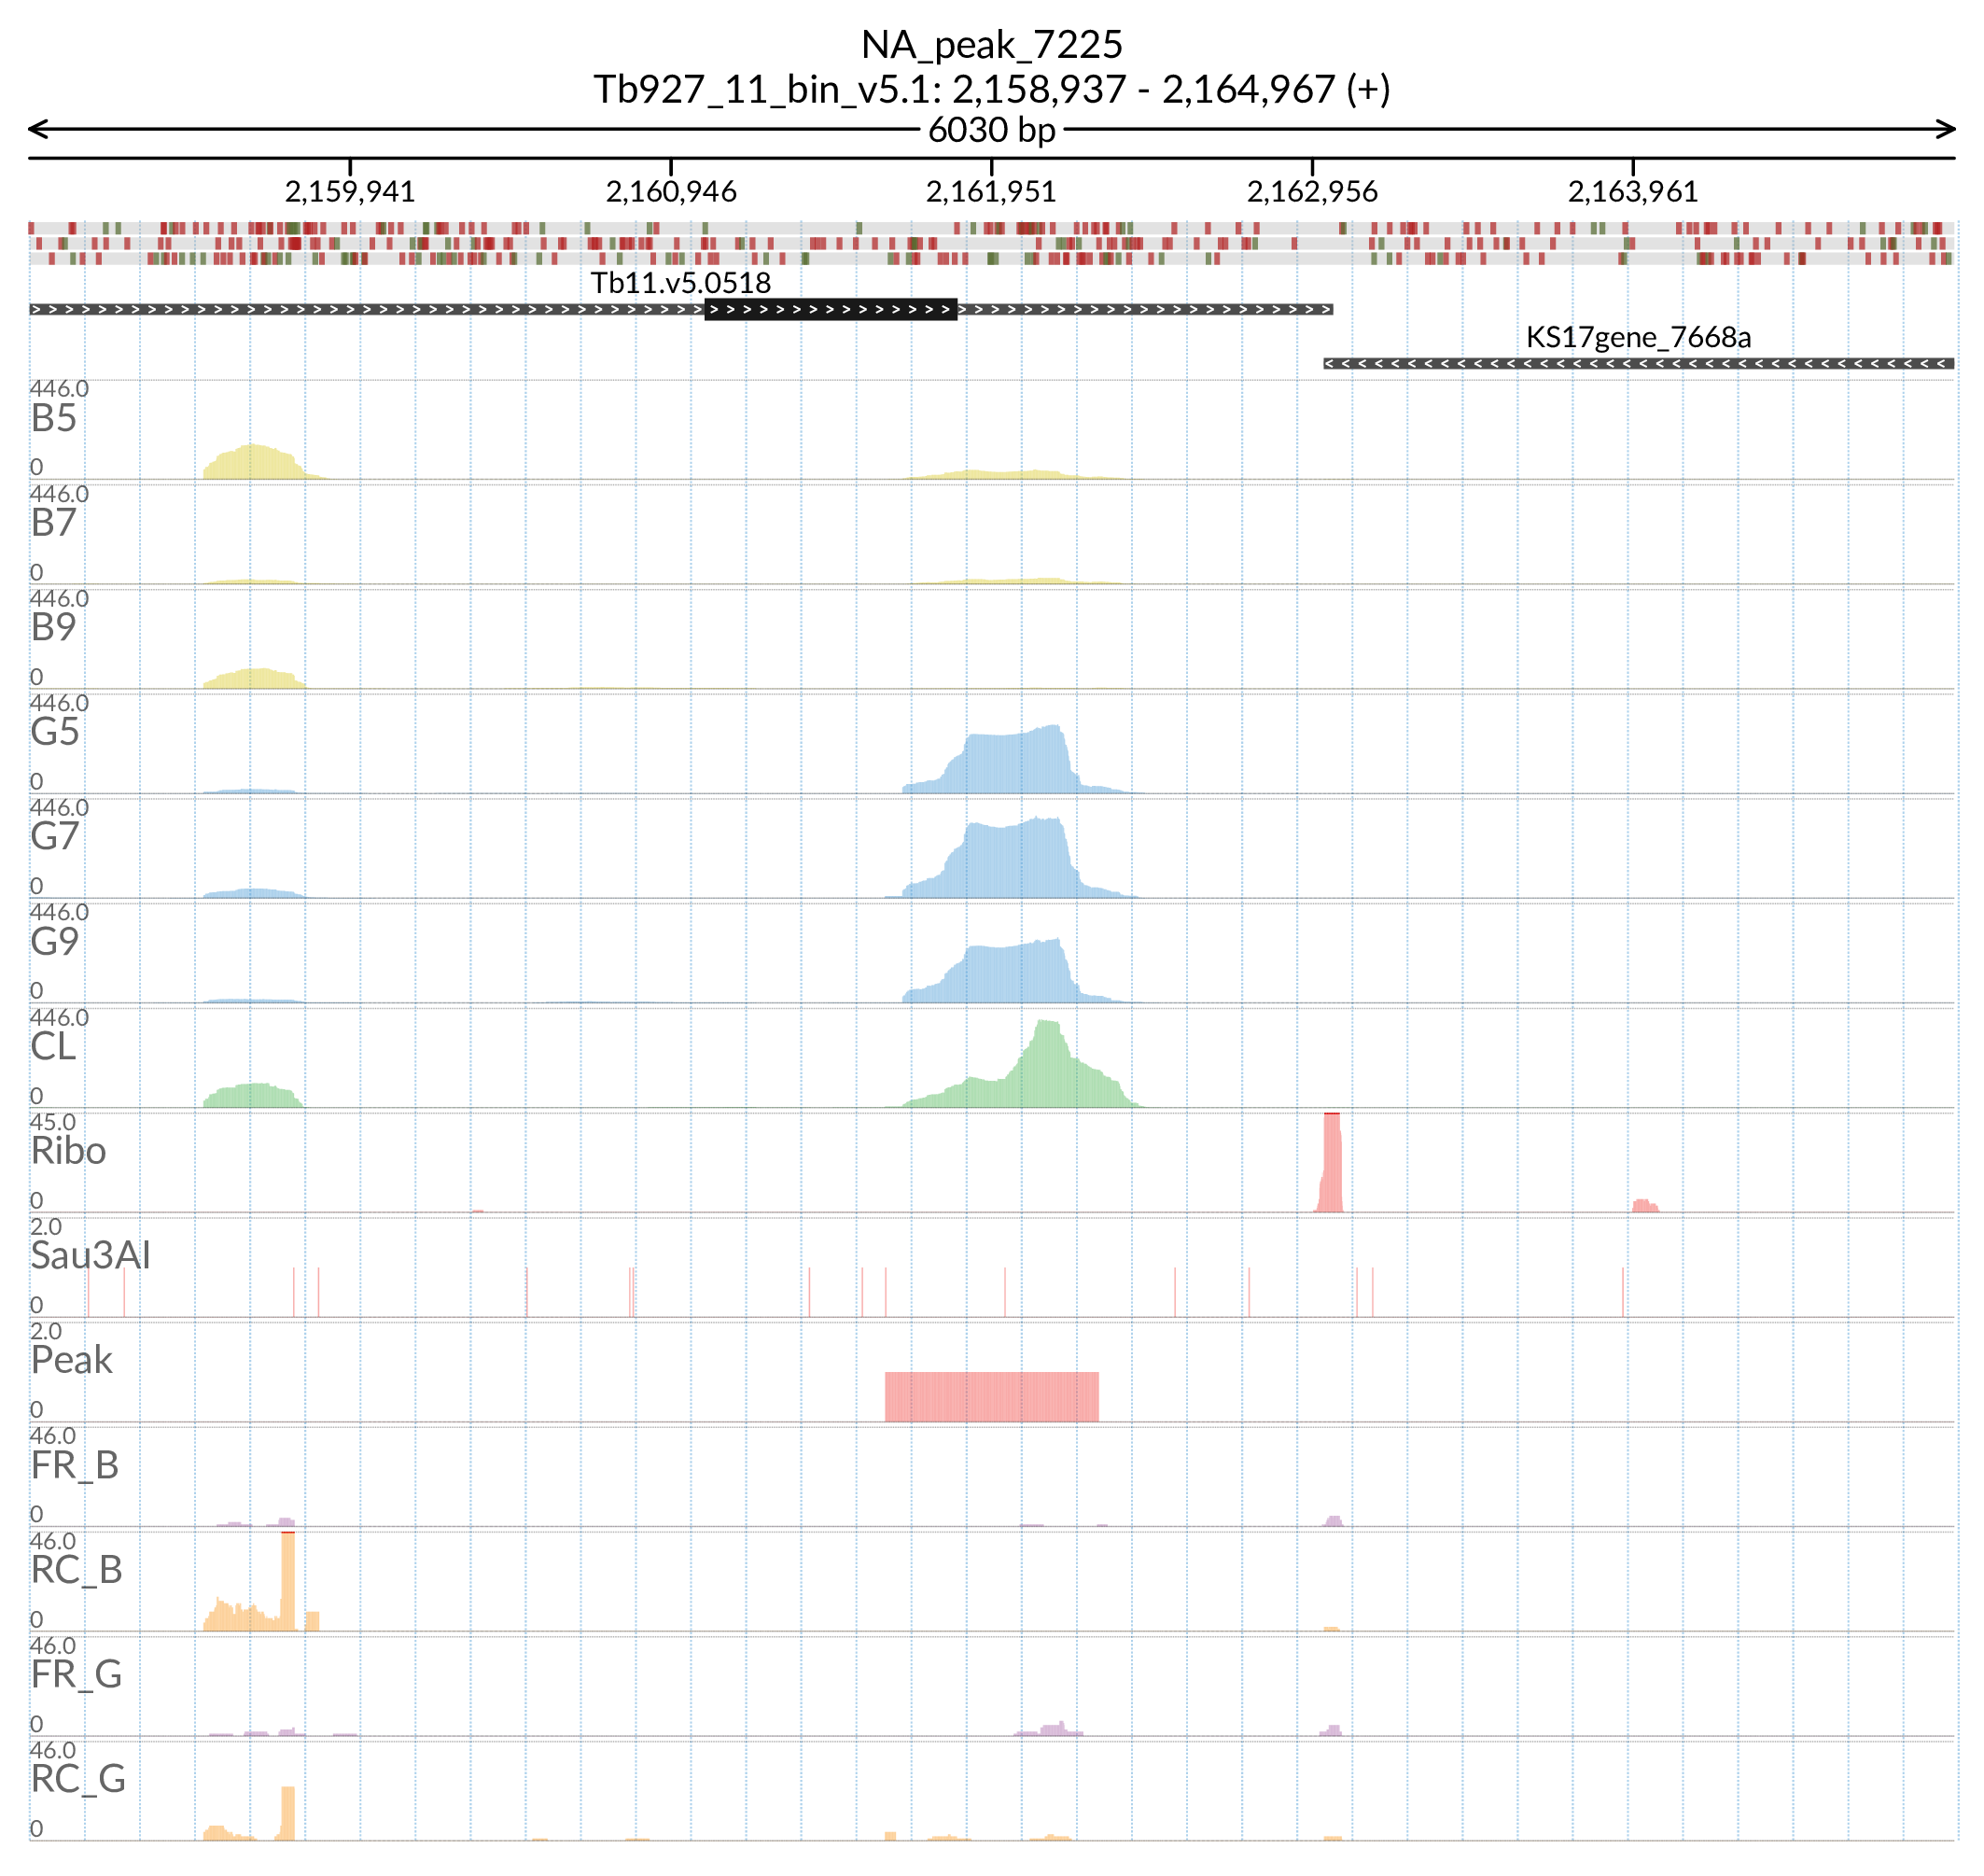 NA_peak_7225
Tb927_11_bin_v5.1: 2,158,937 - 2,164,967 (+)
6030 bp
2,159,941 2,160,946 2,161,951 2,162,956 2,163,961
Tb11.v5.0518
KS17gene_7668a
446.0
B5
0
446.0
B7
0
446.0
B9
0
446.0
G5
0
446.0
G7
0
446.0
G9
0
446.0
CL
0
45.0
Ribo
0
2.0
Sau3AI
0
2.0
Peak
0
46.0
FR_B
0
46.0
RC_B
0
46.0
FR_G
0
46.0
RC_G
0